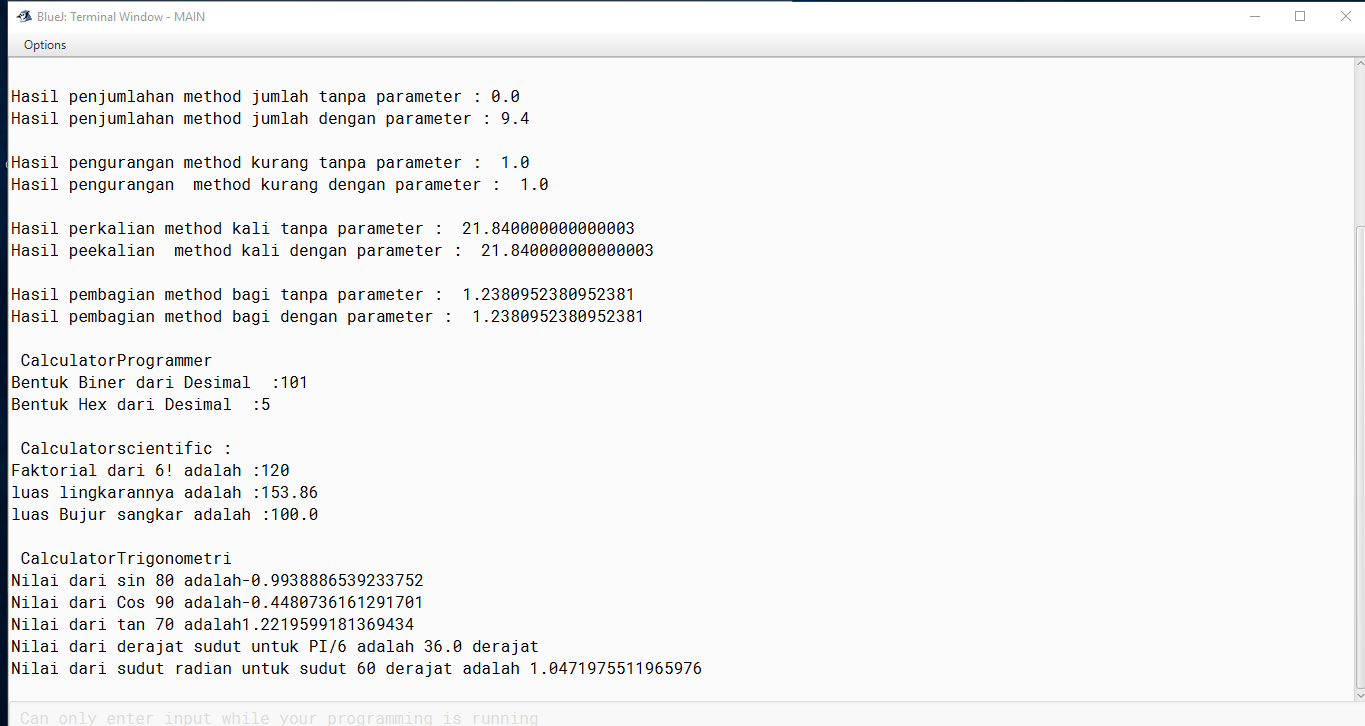 BlueJ: Terminal Window - MAIN
Options
Hasil penjumlahan method jumlah tanpa parameter : 0.0
Hasil penjumlahan method jumlah dengan parameter : 9.4
Hasil pengurangan method kurang tanpa parameter :  1.0
Hasil pengurangan  method kurang dengan parameter :  1.0
Hasil perkalian method kali tanpa parameter :  21.840000000000003
Hasil peekalian  method kali dengan parameter :  21.840000000000003
Hasil pembagian method bagi tanpa parameter :  1.2380952380952381
Hasil pembagian method bagi dengan parameter :  1.2380952380952381
CalculatorProgrammer
Bentuk Biner dari Desimal  :101
Bentuk Hex dari Desimal  :5
Calculatorscientific :
Faktorial dari 6! adalah :120
luas lingkarannya adalah :153.86
luas Bujur sangkar adalah :100.0
CalculatorTrigonometri
Nilai dari sin 80 adalah-0.9938886539233752
Nilai dari Cos 90 adalah-0.4480736161291701
Nilai dari tan 70 adalah1.2219599181369434
Nilai dari derajat sudut untuk PI/6 adalah 36.0 derajat
Nilai dari sudut radian untuk sudut 60 derajat adalah 1.0471975511965976
Can only enter input while your programming is running